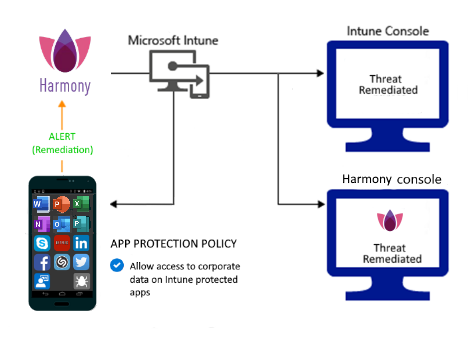 Microsoft Intune
Intune Console
Harmony
Threat
Remediated
ALERT
(Remediation)
Harmony console
W P X
N O P
in
APP PROTECTION POLICY
Allow access to corporate
data on Intune protected
apps
Threat
Remediated